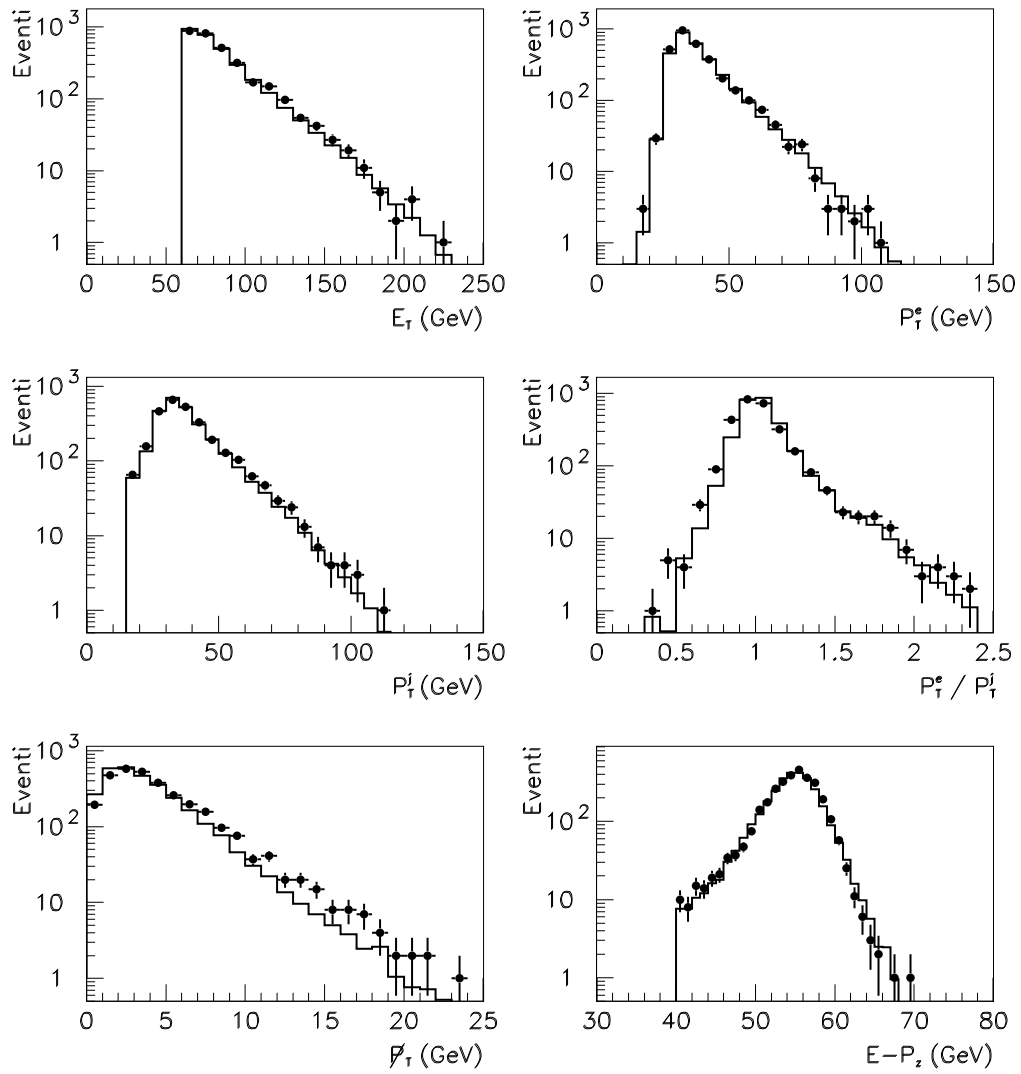 Eventi
10³
10²
10
1
0 50 100 150 200 250
E_T (GeV)
Eventi
10³
10²
10
1
0 50 100 150
P_T^e (GeV)
Eventi
10³
10²
10
1
0 50 100 150
P_T^j (GeV)
Eventi
10³
10²
10
1
0 0.5 1 1.5 2 2.5
P_T^e / P_T^j
Eventi
10³
10²
10
1
0 5 10 15 20 25
P̸_T (GeV)
Eventi
10²
10
1
30 40 50 60 70 80
E−P_z (GeV)